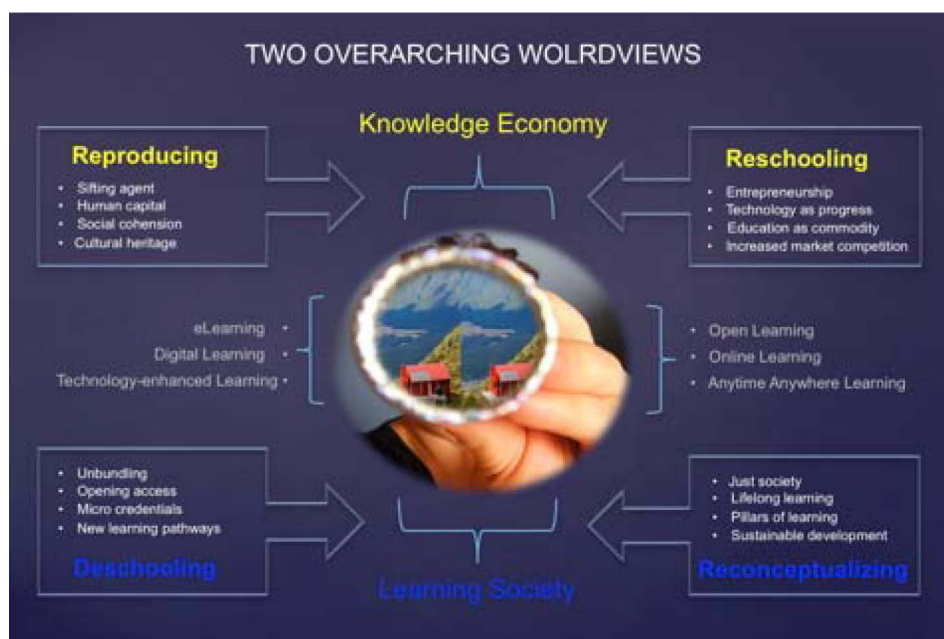 TWO OVERARCHING WOLRDVIEWS
Knowledge Economy
Reproducing
• Sifting agent
• Human capital
• Social cohension
• Cultural heritage
Reschooling
• Entrepreneurship
• Technology as progress
• Education as commodity
• Increased market competition
eLearning •
Digital Learning •
Technology-enhanced Learning •
• Open Learning
• Online Learning
• Anytime Anywhere Learning
• Unbundling
• Opening access
• Micro credentials
• New learning pathways
Deschooling
• Just society
• Lifelong learning
• Pillars of learning
• Sustainable development
Reconceptualizing
Learning Society